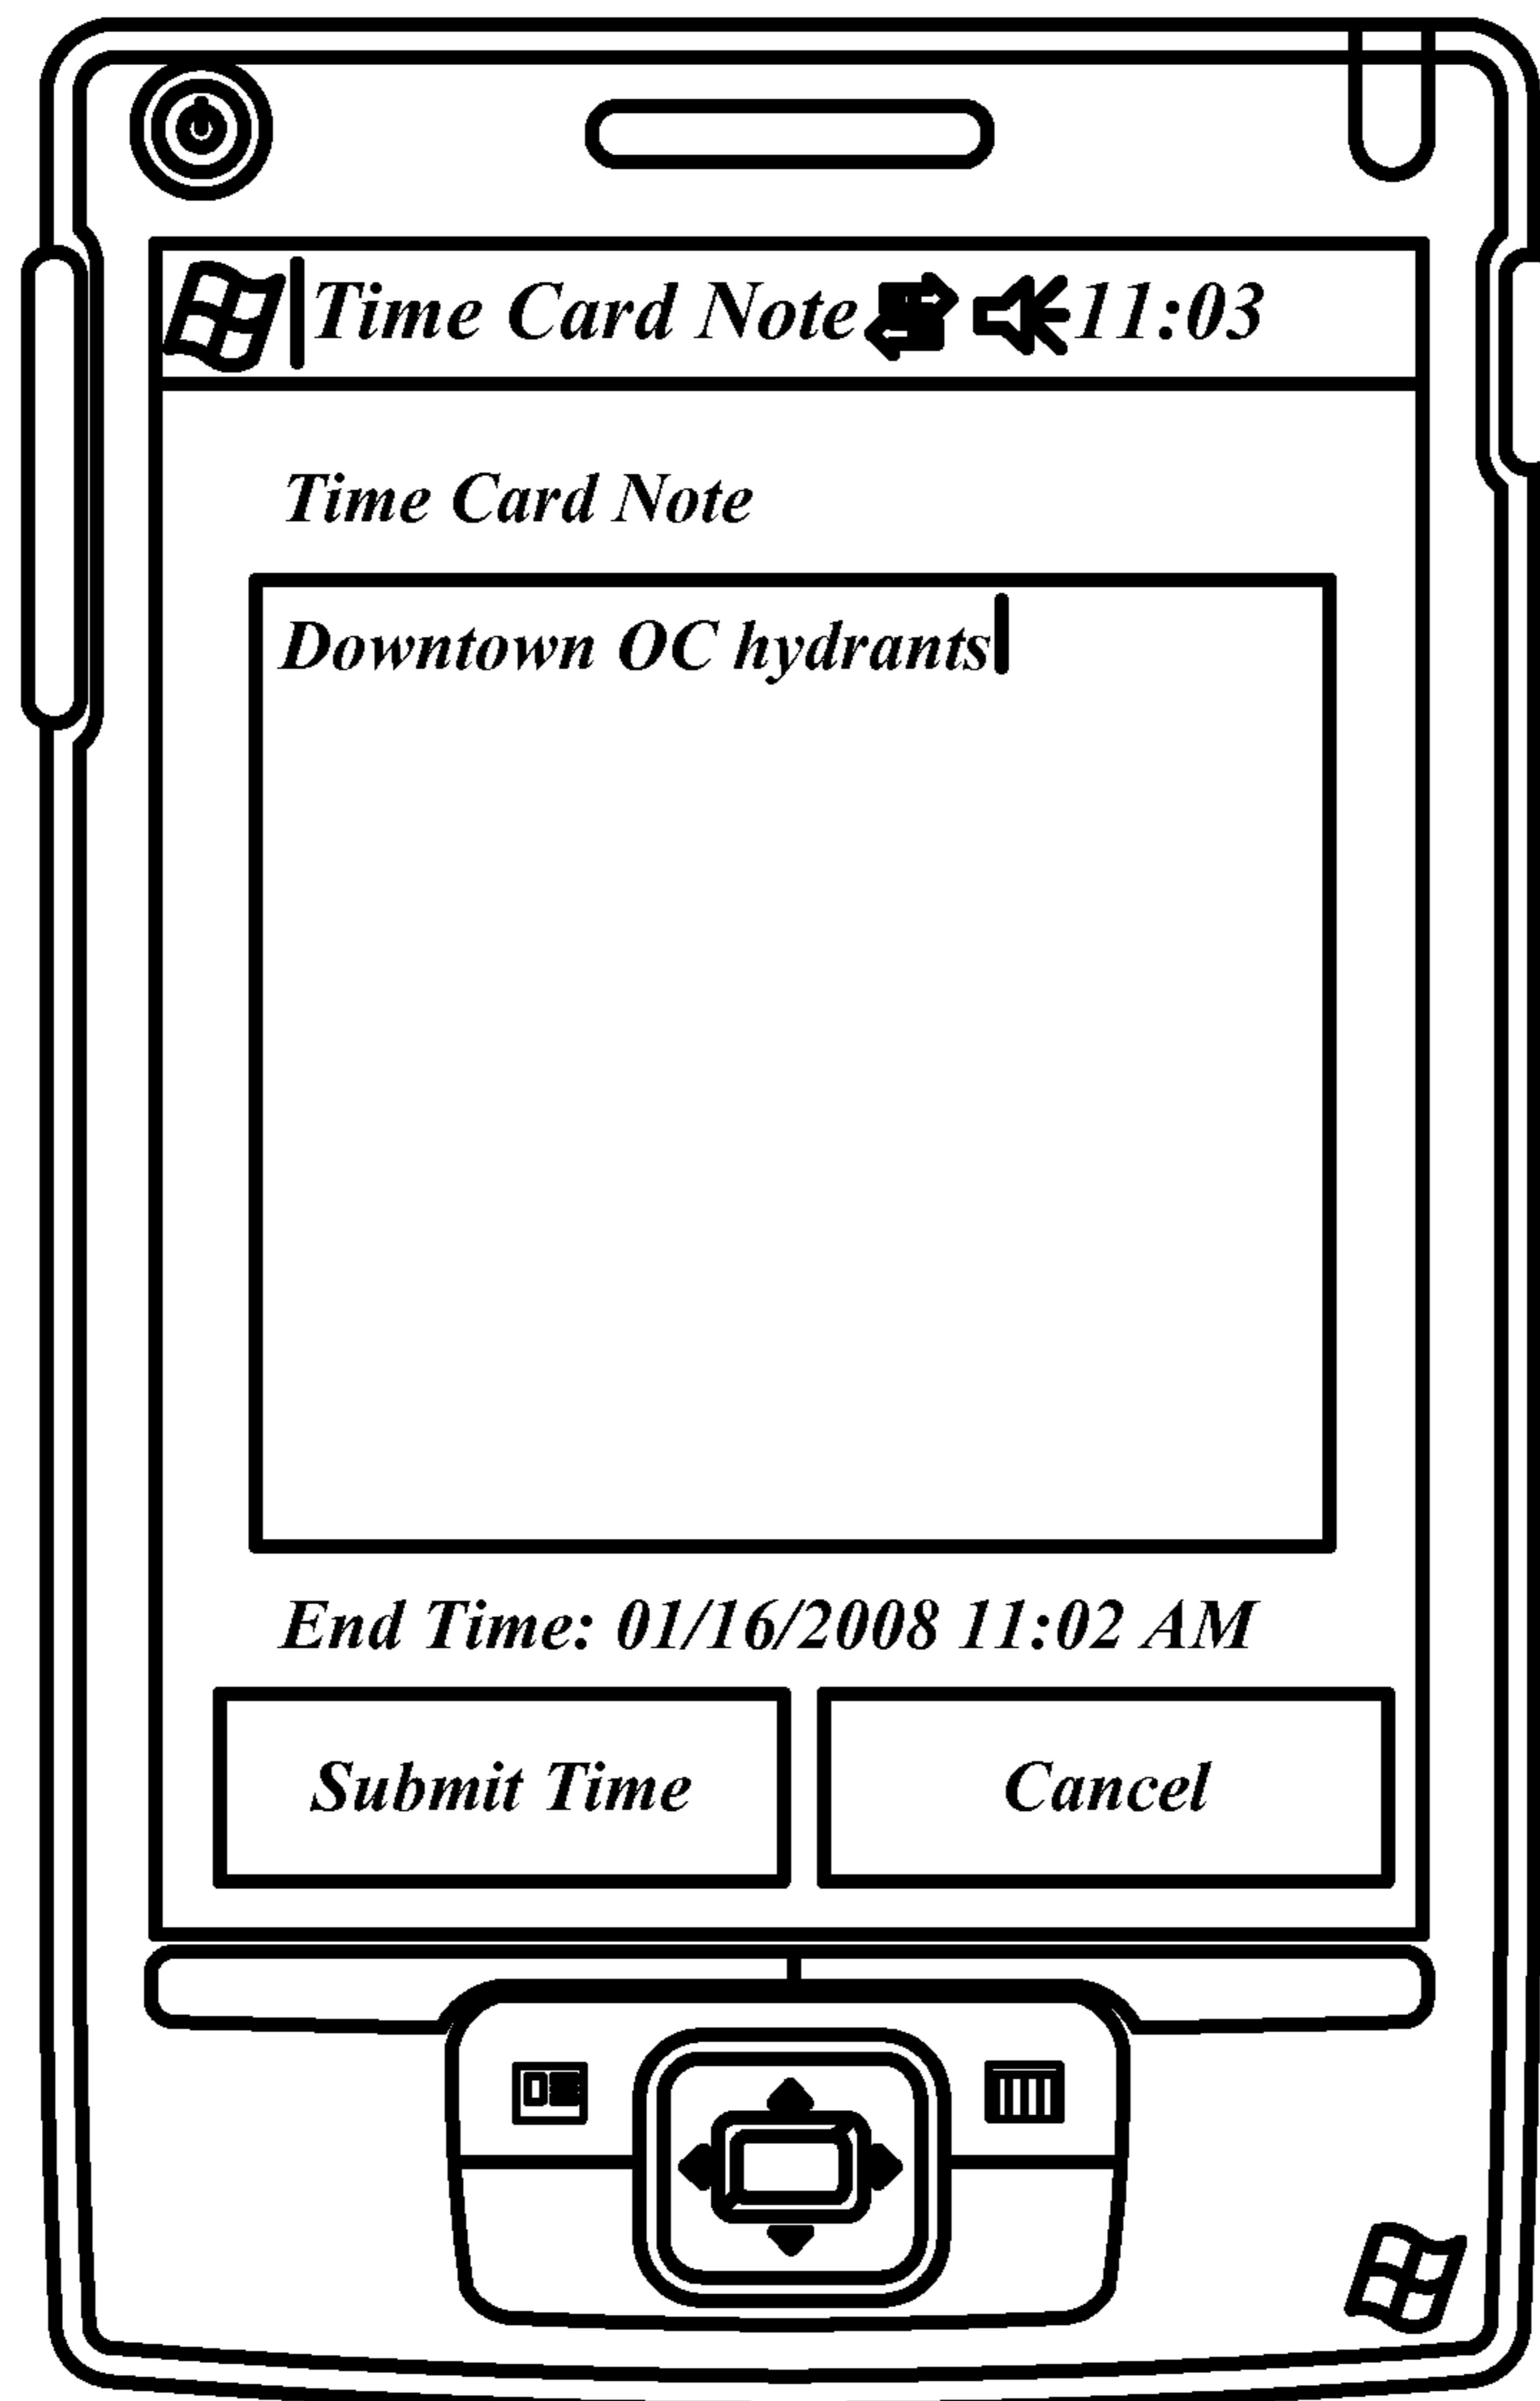 Time Card Note 11:03
Time Card Note
Downtown OC hydrants
End Time: 01/16/2008 11:02 AM
Submit Time
Cancel